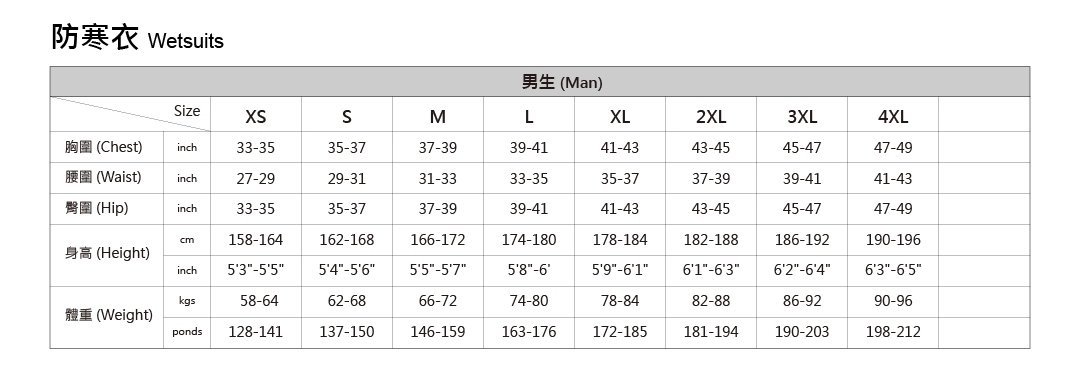 防寒衣 Wetsuits
男生 (Man)
Size XS S M L XL 2XL 3XL 4XL
胸圍 (Chest) inch 33-35 35-37 37-39 39-41 41-43 43-45 45-47 47-49
腰圍 (Waist) inch 27-29 29-31 31-33 33-35 35-37 37-39 39-41 41-43
臀圍 (Hip) inch 33-35 35-37 37-39 39-41 41-43 43-45 45-47 47-49
身高 (Height) cm 158-164 162-168 166-172 174-180 178-184 182-188 186-192 190-196
inch 5'3"-5'5" 5'4"-5'6" 5'5"-5'7" 5'8"-6' 5'9"-6'1" 6'1"-6'3" 6'2"-6'4" 6'3"-6'5"
體重 (Weight) kgs 58-64 62-68 66-72 74-80 78-84 82-88 86-92 90-96
ponds 128-141 137-150 146-159 163-176 172-185 181-194 190-203 198-212